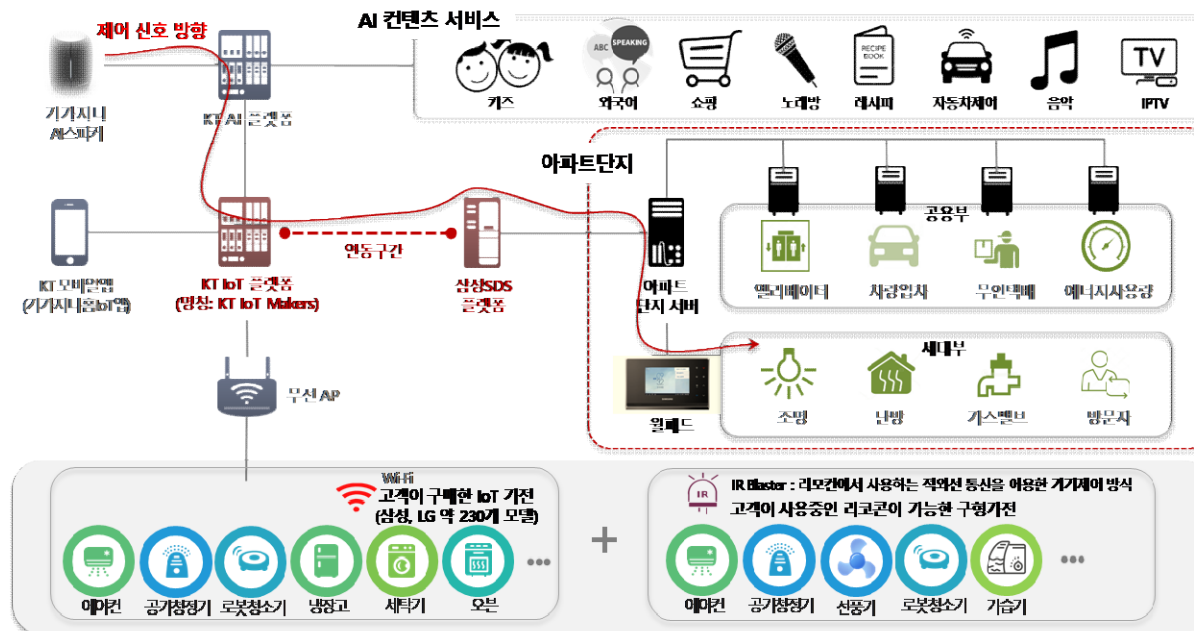 AI 컨텐츠 서비스
제어 신호 방향
ABC
SPEAKING
RECIPE
BOOK
TV
키즈
외국어
쇼핑
노래방
레시피
자동차제어
음악
IPTV
기가지니
AI스피커
KT AI 플랫폼
아파트단지
공용부
엘리베이터
차량입차
무인택배
에너지사용량
KT 모바일앱
(기가지니홈IoT앱)
KT IoT 플랫폼
(명칭: KT IoT Makers)
연동구간
삼성SDS
플랫폼
아파트
단지 서버
세대부
월패드
조명
난방
가스밸브
방문자
무선 AP
Wi-Fi
고객이 구매한 IoT 가전
(삼성, LG 약 230개 모델)
에어컨
공기청정기
로봇청소기
냉장고
세탁기
오븐
•••
+
IR
IR Blaster : 리모컨에서 사용하는 적외선 통신을 이용한 기기제어 방식
고객이 사용중인 리코콘이 가능한 구형가전
에어컨
공기청정기
선풍기
로봇청소기
가습기
•••